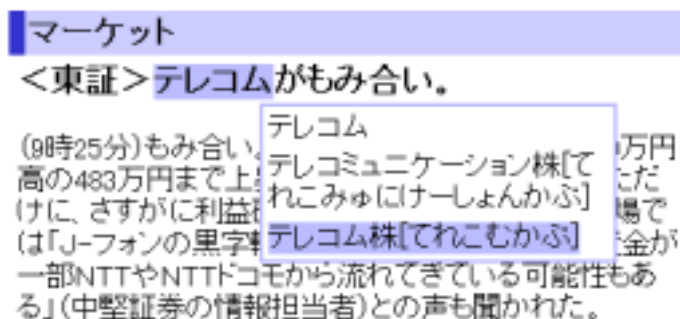 マーケット
＜東証＞テレコムがもみ合い。
テレコム
テレコミュニケーション株[て
れこみゅにけーしょんかぶ]
テレコム株[てれこむかぶ]
(9時25分)もみ合い。
万円
高の483万円まで上
ただ
けに、さすがに利益
場で
は「J-フォンの黒字
金が
一部NTTやNTTドコモから流れてきている可能性もあ
る」(中堅証券の情報担当者)との声も聞かれた。